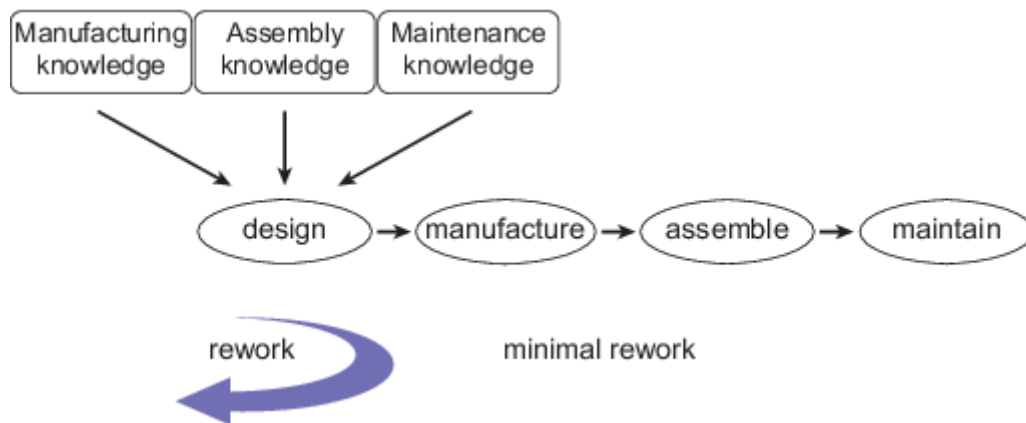 Manufacturing
knowledge
Assembly
knowledge
Maintenance
knowledge
design
manufacture
assemble
maintain
rework
minimal rework